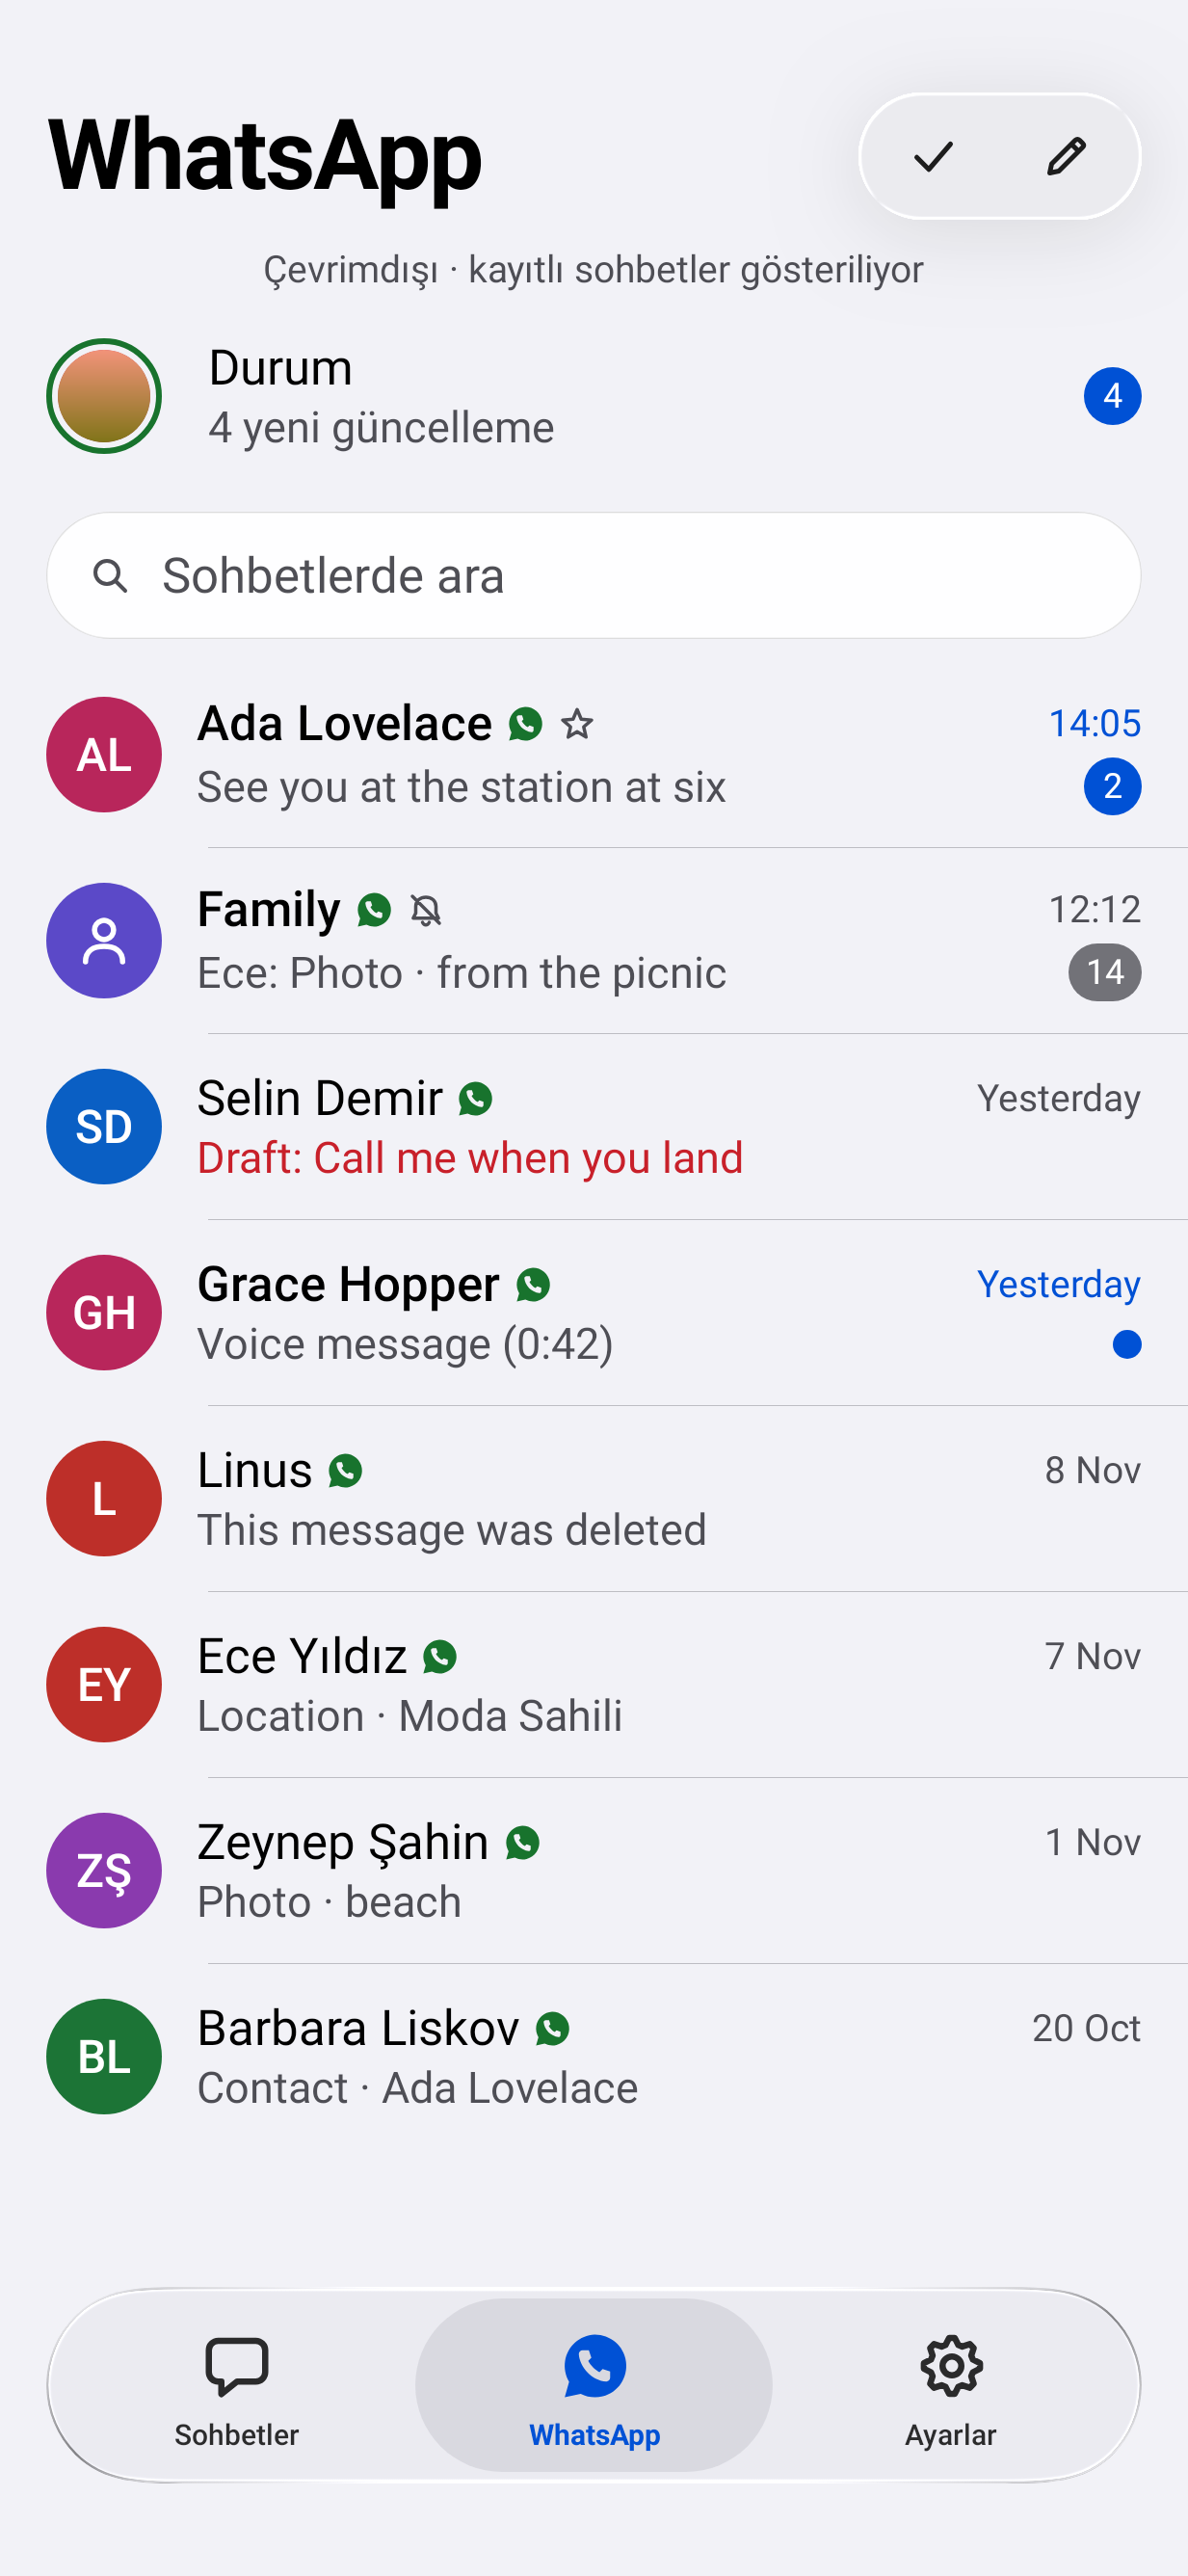 WhatsApp
Çevrimdışı · kayıtlı sohbetler gösteriliyor
Durum
4 yeni güncelleme
4
Sohbetlerde ara
AL
Ada Lovelace
14:05
See you at the station at six
2
Family
12:12
Ece: Photo · from the picnic
14
SD
Selin Demir
Yesterday
Draft: Call me when you land
GH
Grace Hopper
Yesterday
Voice message (0:42)
L
Linus
8 Nov
This message was deleted
EY
Ece Yıldız
7 Nov
Location · Moda Sahili
ZŞ
Zeynep Şahin
1 Nov
Photo · beach
BL
Barbara Liskov
20 Oct
Contact · Ada Lovelace
Sohbetler
WhatsApp
Ayarlar